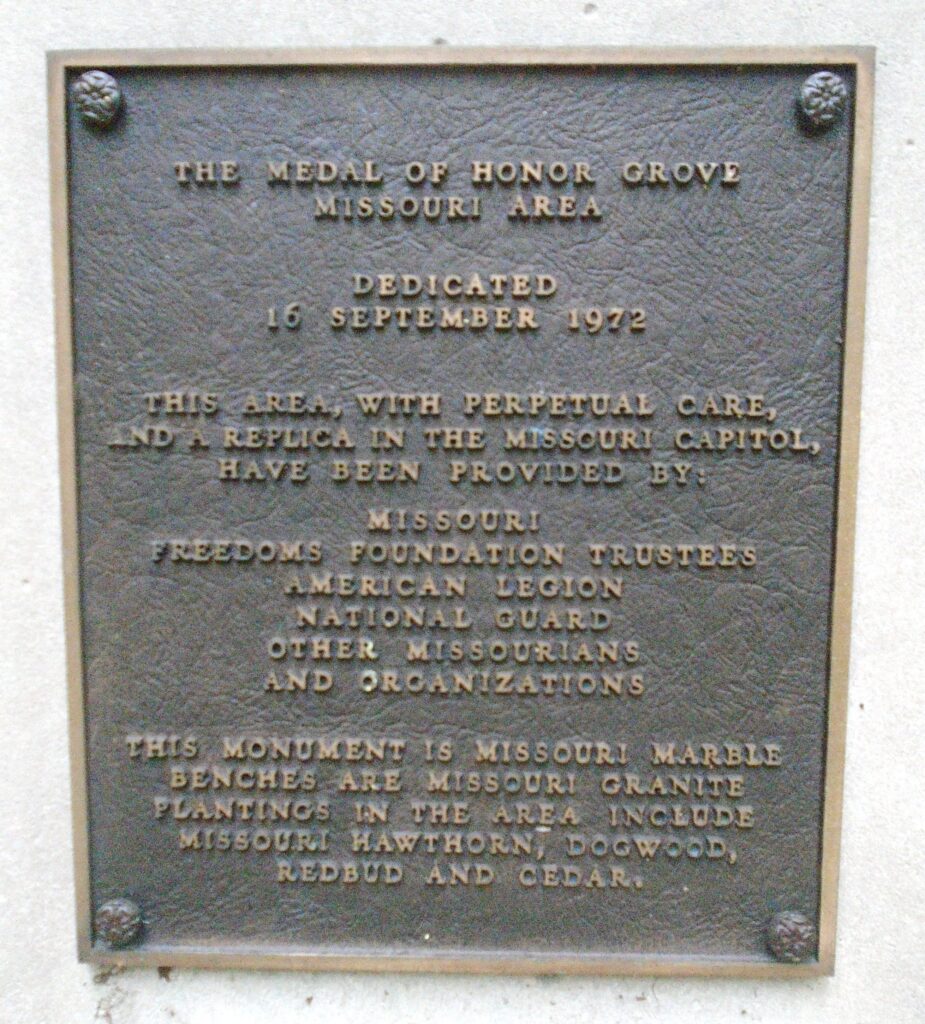 THE MEDAL OF HONOR GROVE
MISSOURI AREA
DEDICATED
16 SEPTEMBER 1972
THIS AREA, WITH PERPETUAL CARE,
AND A REPLICA IN THE MISSOURI CAPITOL,
HAVE BEEN PROVIDED BY:
MISSOURI
FREEDOMS FOUNDATION TRUSTEES
AMERICAN LEGION
NATIONAL GUARD
OTHER MISSOURIANS
AND ORGANIZATIONS
THIS MONUMENT IS MISSOURI MARBLE
BENCHES ARE MISSOURI GRANITE
PLANTINGS IN THE AREA INCLUDE
MISSOURI HAWTHORN, DOGWOOD,
REDBUD AND CEDAR.